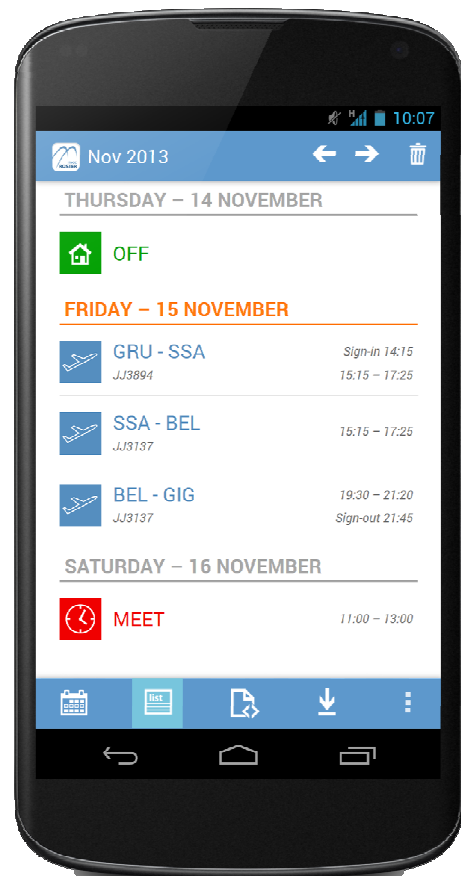 H 10:07
ROSTER Nov 2013
THURSDAY – 14 NOVEMBER
OFF
FRIDAY – 15 NOVEMBER
GRU - SSA Sign-in 14:15
JJ3894 15:15 – 17:25
SSA - BEL
JJ3137 15:15 – 17:25
BEL - GIG 19:30 – 21:20
JJ3137 Sign-out 21:45
SATURDAY – 16 NOVEMBER
MEET 11:00 – 13:00
list